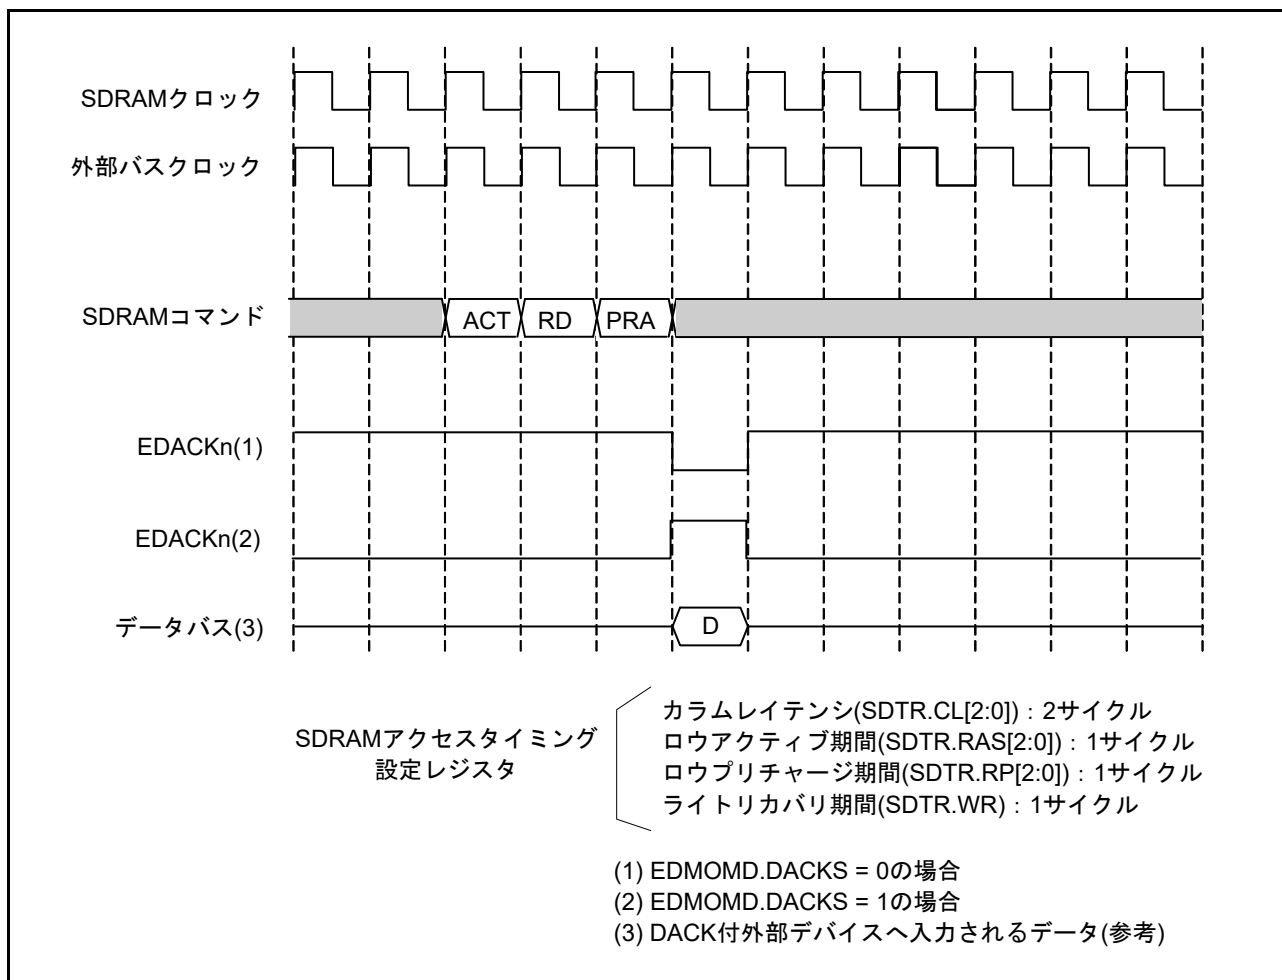 SDRAMクロック
外部バスクロック
SDRAMコマンド
ACT RD PRA
EDACKn(1)
EDACKn(2)
データバス(3)
D
SDRAMアクセスタイミング
設定レジスタ
カラムレイテンシ(SDTR.CL[2:0])：2サイクル
ロウアクティブ期間(SDTR.RAS[2:0])：1サイクル
ロウプリチャージ期間(SDTR.RP[2:0])：1サイクル
ライトリカバリ期間(SDTR.WR)：1サイクル
(1) EDMOMD.DACKS = 0の場合
(2) EDMOMD.DACKS = 1の場合
(3) DACK付外部デバイスへ入力されるデータ(参考)